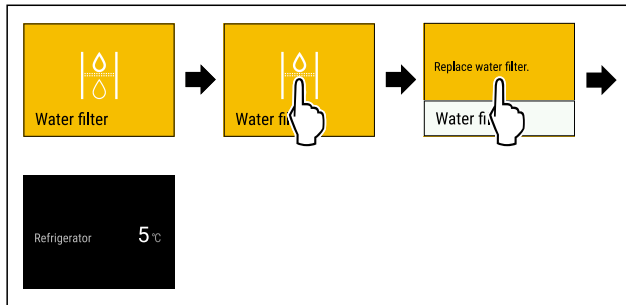 Water filter
Water fi
Replace water filter.
Water fi
Refrigerator 5 °C